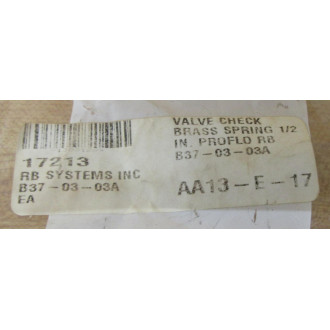 17213
RB SYSTEMS INC
B37-03-03A
EA
VALVE CHECK
BRASS SPRING 1/2
IN. PROFLO RB
B37-03-03A
AA13-E-17